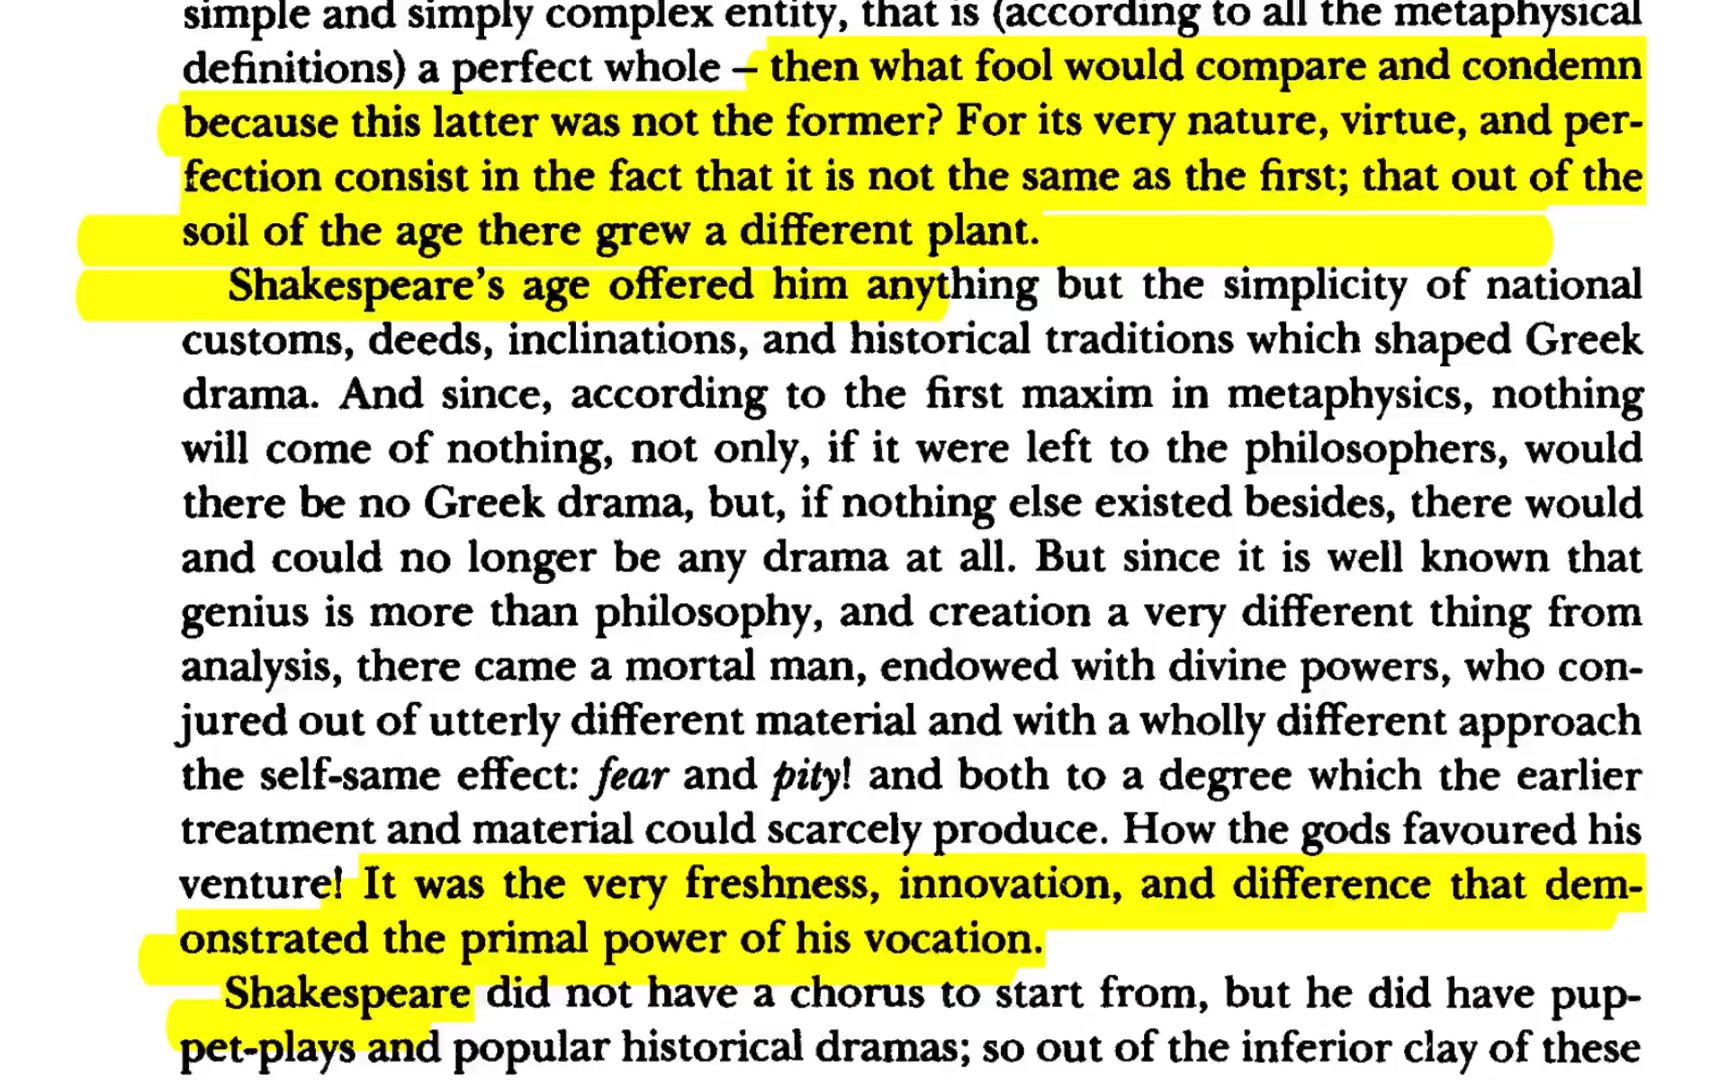 simple and simply complex entity, that is (according to all the metaphysical
definitions) a perfect whole – then what fool would compare and condemn
because this latter was not the former? For its very nature, virtue, and per-
fection consist in the fact that it is not the same as the first; that out of the
soil of the age there grew a different plant.
Shakespeare's age offered him anything but the simplicity of national
customs, deeds, inclinations, and historical traditions which shaped Greek
drama. And since, according to the first maxim in metaphysics, nothing
will come of nothing, not only, if it were left to the philosophers, would
there be no Greek drama, but, if nothing else existed besides, there would
and could no longer be any drama at all. But since it is well known that
genius is more than philosophy, and creation a very different thing from
analysis, there came a mortal man, endowed with divine powers, who con-
jured out of utterly different material and with a wholly different approach
the self-same effect: fear and pity! and both to a degree which the earlier
treatment and material could scarcely produce. How the gods favoured his
venture! It was the very freshness, innovation, and difference that dem-
onstrated the primal power of his vocation.
Shakespeare did not have a chorus to start from, but he did have pup-
pet-plays and popular historical dramas; so out of the inferior clay of these